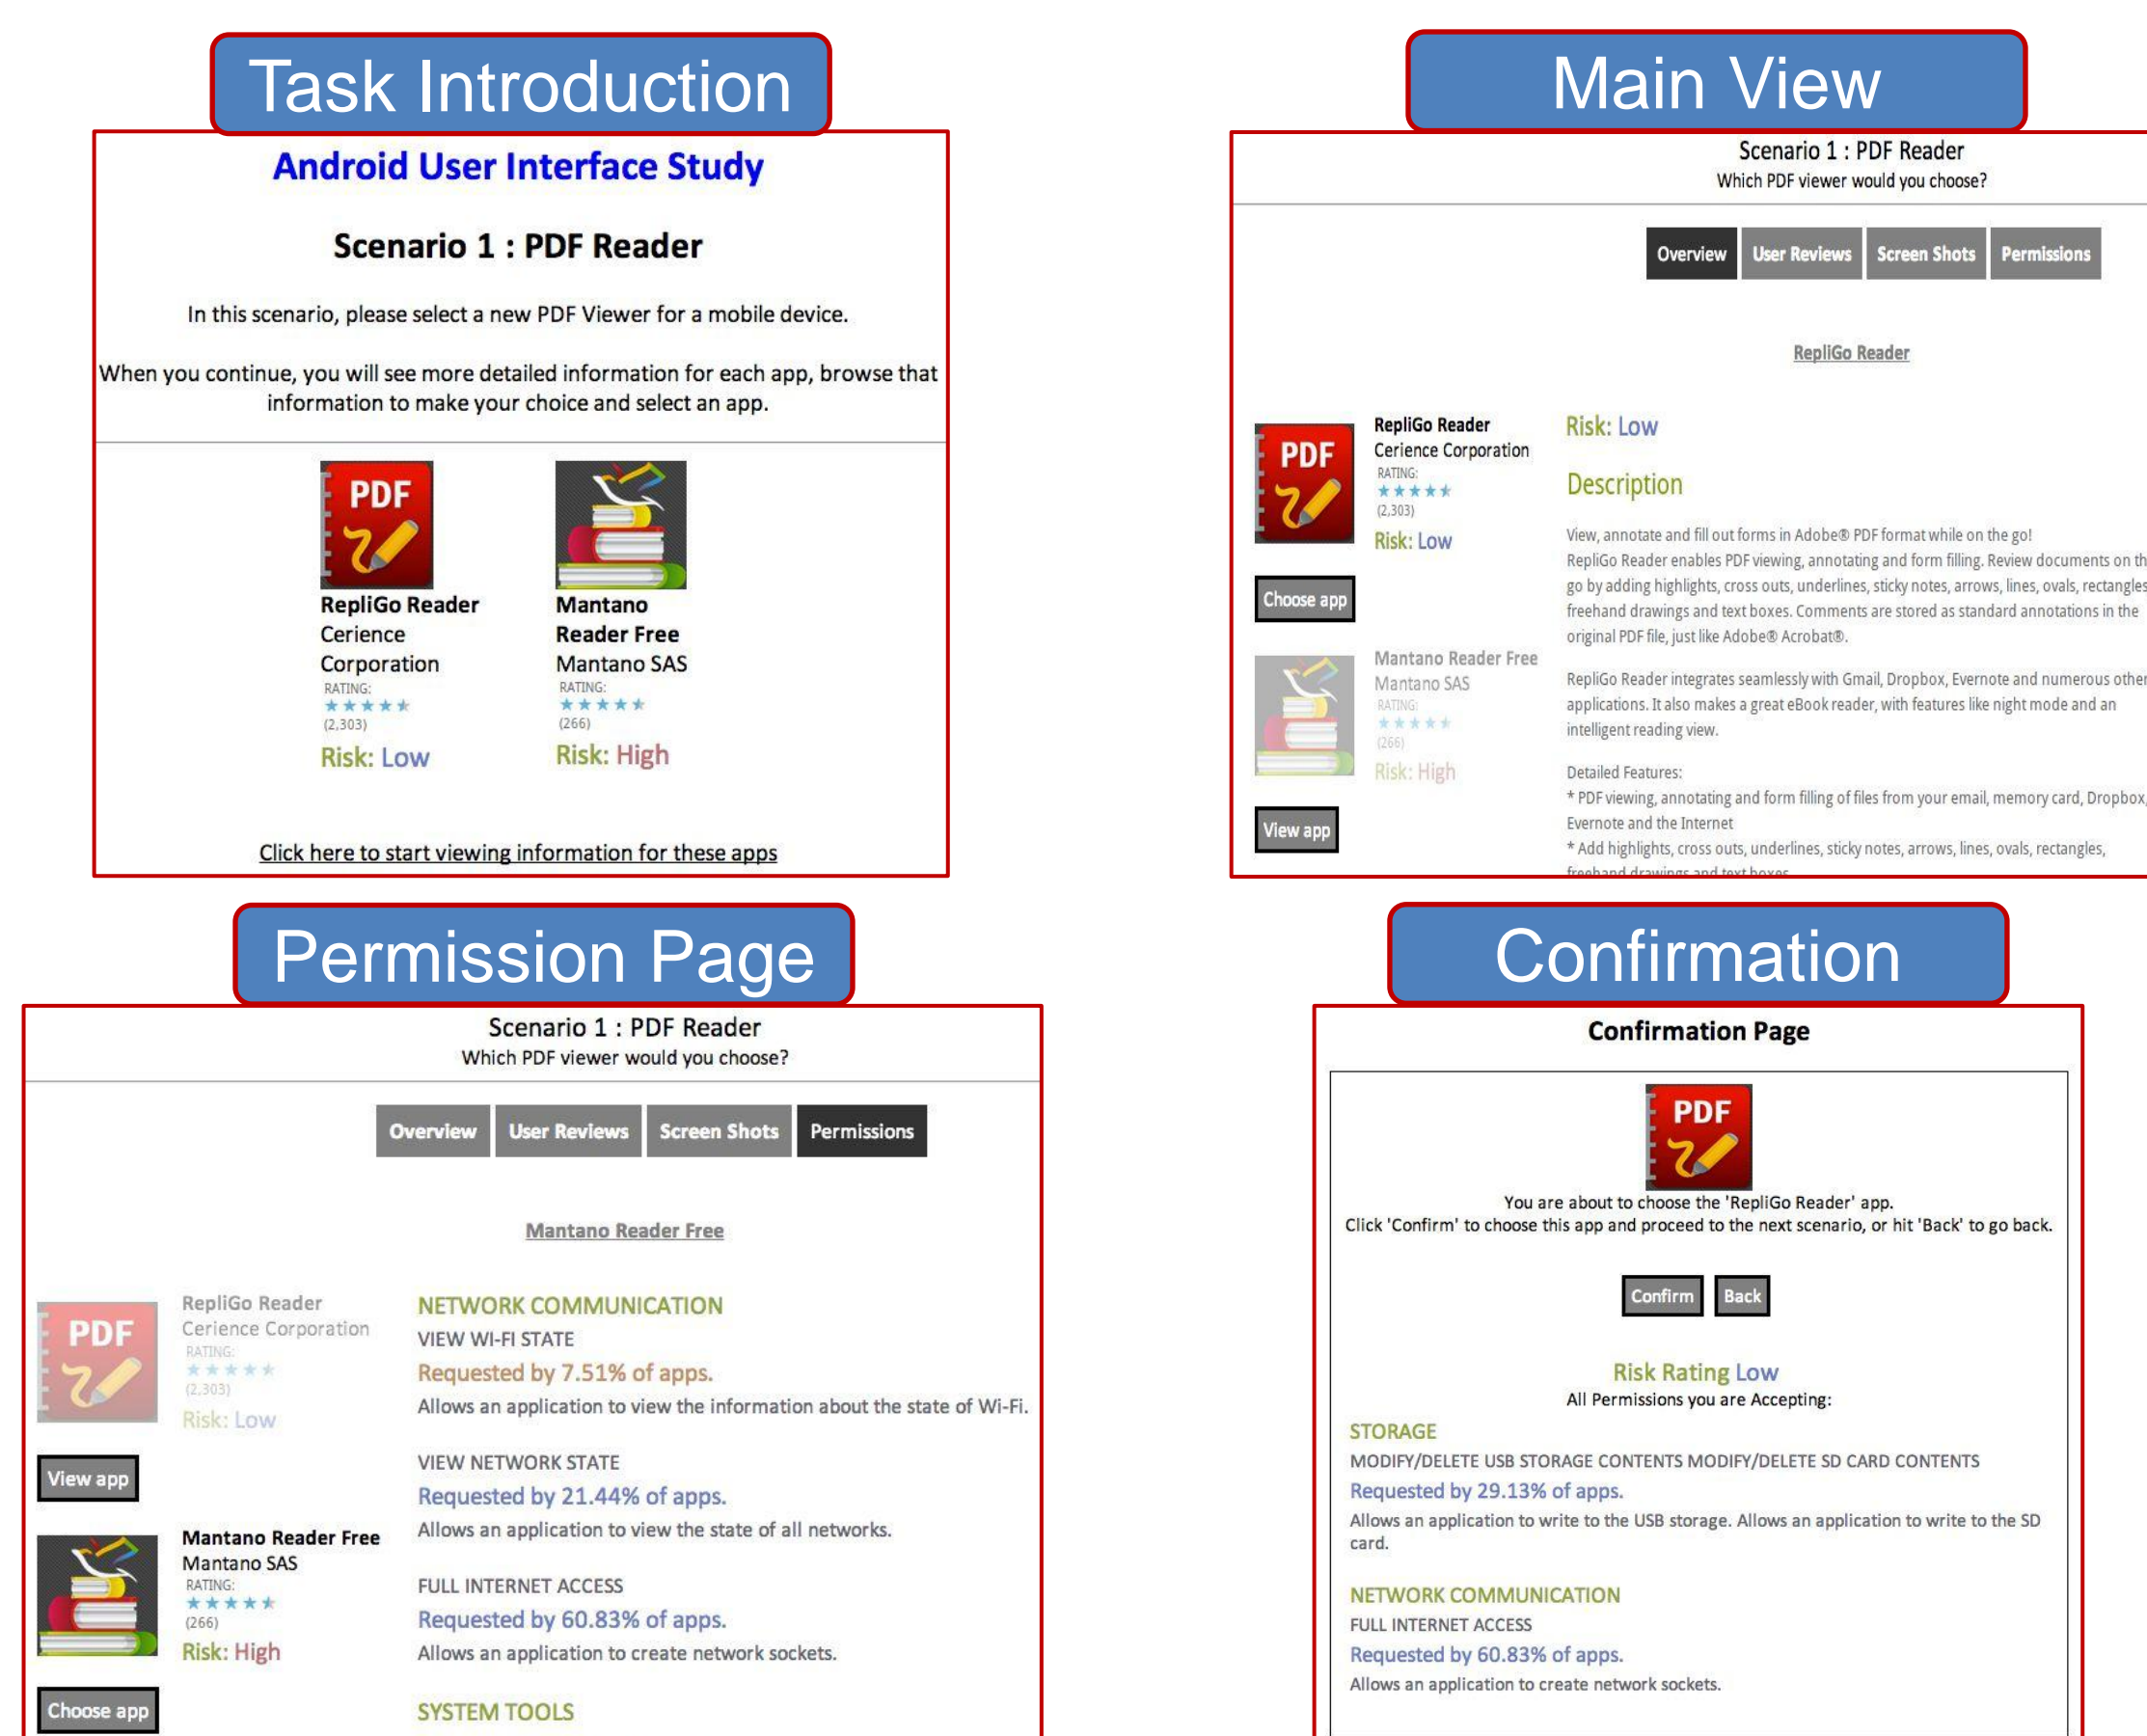 Task Introduction
Android User Interface Study
Scenario 1 : PDF Reader
In this scenario, please select a new PDF Viewer for a mobile device.
When you continue, you will see more detailed information for each app, browse that
information to make your choice and select an app.
PDF
RepliGo Reader
Cerience
Corporation
RATING:
(2,303)
Risk: Low
Mantano
Reader Free
Mantano SAS
RATING:
(266)
Risk: High
Click here to start viewing information for these apps
Main View
Scenario 1 : PDF Reader
Which PDF viewer would you choose?
Overview
User Reviews
Screen Shots
Permissions
RepliGo Reader
PDF
RepliGo Reader
Cerience Corporation
RATING:
(2,303)
Risk: Low
Choose app
Mantano Reader Free
Mantano SAS
RATING:
(266)
Risk: High
View app
Risk: Low
Description
View, annotate and fill out forms in Adobe® PDF format while on the go!
RepliGo Reader enables PDF viewing, annotating and form filling. Review documents on th
go by adding highlights, cross outs, underlines, sticky notes, arrows, lines, ovals, rectangles
freehand drawings and text boxes. Comments are stored as standard annotations in the
original PDF file, just like Adobe® Acrobat®.
RepliGo Reader integrates seamlessly with Gmail, Dropbox, Evernote and numerous other
applications. It also makes a great eBook reader, with features like night mode and an
intelligent reading view.
Detailed Features:
* PDF viewing, annotating and form filling of files from your email, memory card, Dropbox,
Evernote and the Internet
* Add highlights, cross outs, underlines, sticky notes, arrows, lines, ovals, rectangles,
freehand drawings and text boxes
Permission Page
Scenario 1 : PDF Reader
Which PDF viewer would you choose?
Overview
User Reviews
Screen Shots
Permissions
Mantano Reader Free
PDF
RepliGo Reader
Cerience Corporation
RATING:
(2,303)
Risk: Low
View app
Mantano Reader Free
Mantano SAS
RATING:
(266)
Risk: High
Choose app
NETWORK COMMUNICATION
VIEW WI-FI STATE
Requested by 7.51% of apps.
Allows an application to view the information about the state of Wi-Fi.
VIEW NETWORK STATE
Requested by 21.44% of apps.
Allows an application to view the state of all networks.
FULL INTERNET ACCESS
Requested by 60.83% of apps.
Allows an application to create network sockets.
SYSTEM TOOLS
Confirmation
Confirmation Page
PDF
You are about to choose the 'RepliGo Reader' app.
Click 'Confirm' to choose this app and proceed to the next scenario, or hit 'Back' to go back.
Confirm
Back
Risk Rating Low
All Permissions you are Accepting:
STORAGE
MODIFY/DELETE USB STORAGE CONTENTS MODIFY/DELETE SD CARD CONTENTS
Requested by 29.13% of apps.
Allows an application to write to the USB storage. Allows an application to write to the SD
card.
NETWORK COMMUNICATION
FULL INTERNET ACCESS
Requested by 60.83% of apps.
Allows an application to create network sockets.